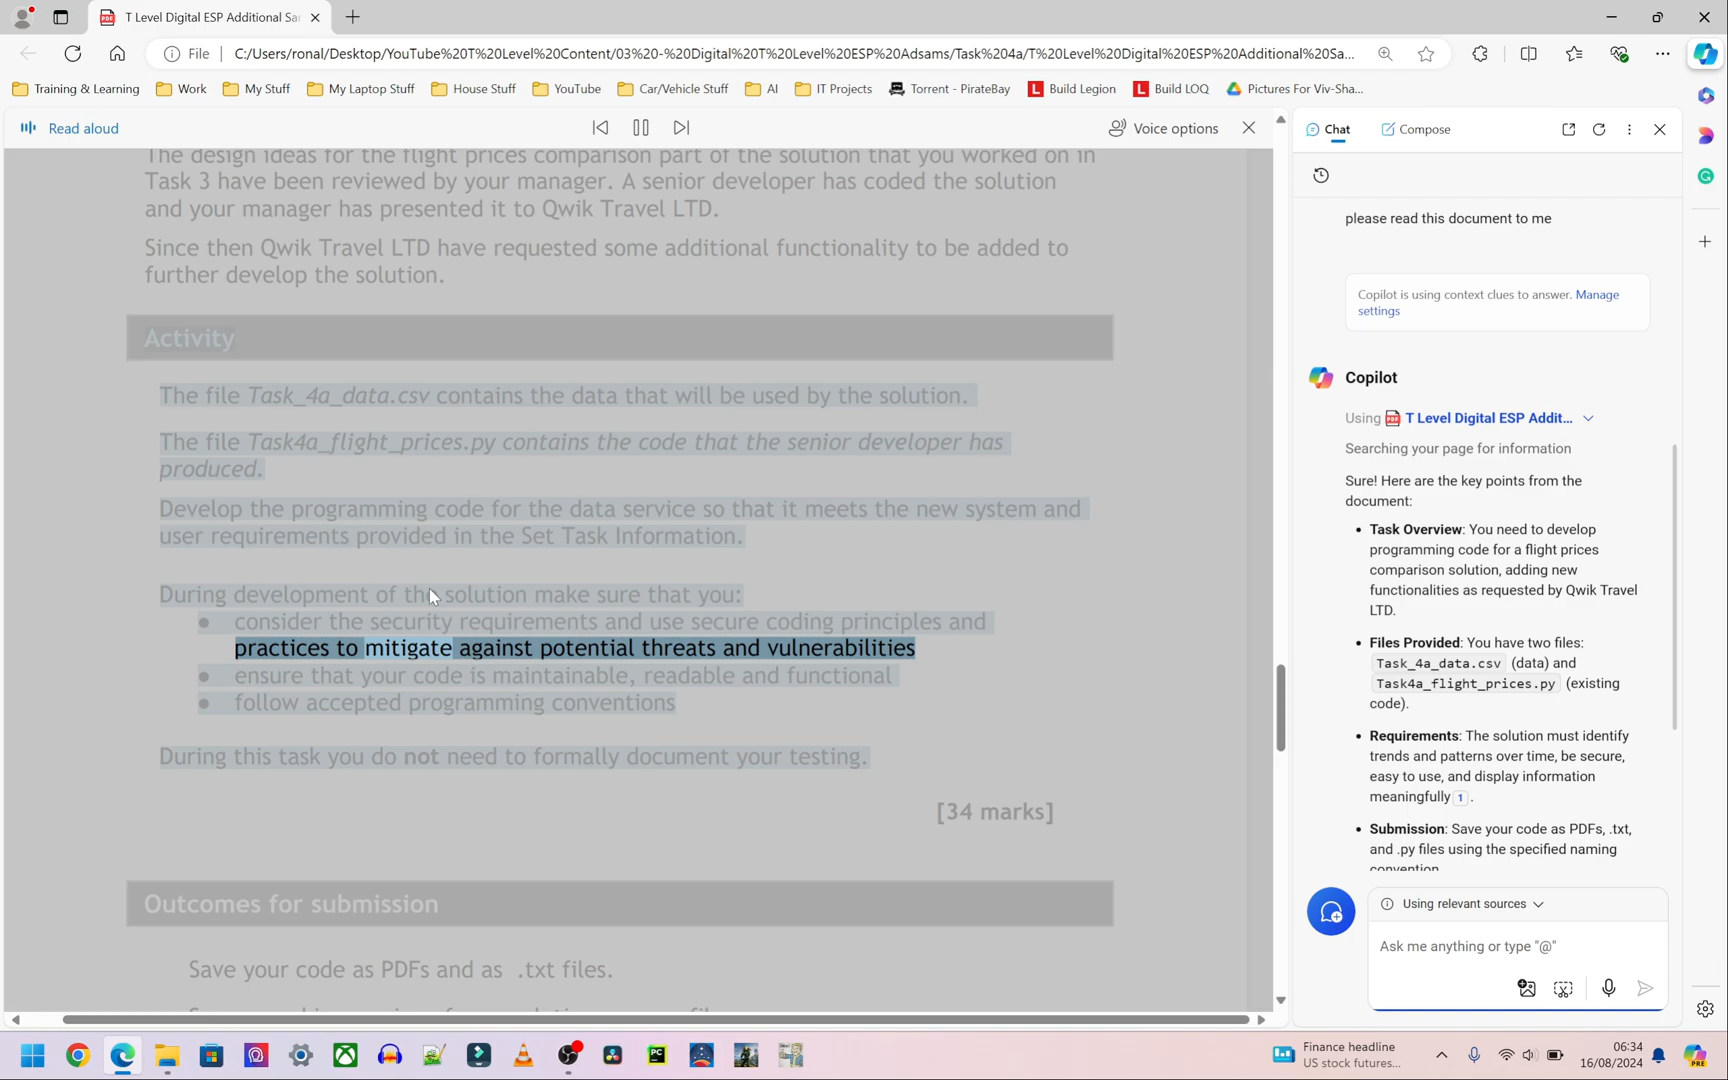 T Level Digital ESP Additional Sa
File
C:/Users/ronal/Desktop/YouTube%20T%20Level%20Content/03%20-%20Digital%20T%20Level%20ESP%20Adsams/Task%204a/T%20Level%20Digital%20ESP%20Additional%20Sa...
Training & Learning
Work
My Stuff
My Laptop Stuff
House Stuff
YouTube
Car/Vehicle Stuff
AI
IT Projects
Torrent - PirateBay
Build Legion
Build LOQ
Pictures For Viv-Sha...
Read aloud
Voice options
The design ideas for the flight prices comparison part of the solution that you worked on in
Task 3 have been reviewed by your manager. A senior developer has coded the solution
and your manager has presented it to Qwik Travel LTD.
Since then Qwik Travel LTD have requested some additional functionality to be added to
further develop the solution.
Activity
The file Task_4a_data.csv contains the data that will be used by the solution.
The file Task4a_flight_prices.py contains the code that the senior developer has
produced.
Develop the programming code for the data service so that it meets the new system and
user requirements provided in the Set Task Information.
During development of the solution make sure that you:
• consider the security requirements and use secure coding principles and
practices to mitigate against potential threats and vulnerabilities
• ensure that your code is maintainable, readable and functional
• follow accepted programming conventions
During this task you do not need to formally document your testing.
[34 marks]
Outcomes for submission
Save your code as PDFs and as .txt files.
Chat
Compose
please read this document to me
Copilot is using context clues to answer. Manage
settings
Copilot
Using T Level Digital ESP Addit...
Searching your page for information
Sure! Here are the key points from the
document:
• Task Overview: You need to develop
programming code for a flight prices
comparison solution, adding new
functionalities as requested by Qwik Travel
LTD.
• Files Provided: You have two files:
Task_4a_data.csv (data) and
Task4a_flight_prices.py (existing
code).
• Requirements: The solution must identify
trends and patterns over time, be secure,
easy to use, and display information
meaningfully 1 .
• Submission: Save your code as PDFs, .txt,
and .py files using the specified naming
convention
Using relevant sources
Ask me anything or type "@"
Finance headline
US stock futures...
06:34
16/08/2024
PRE